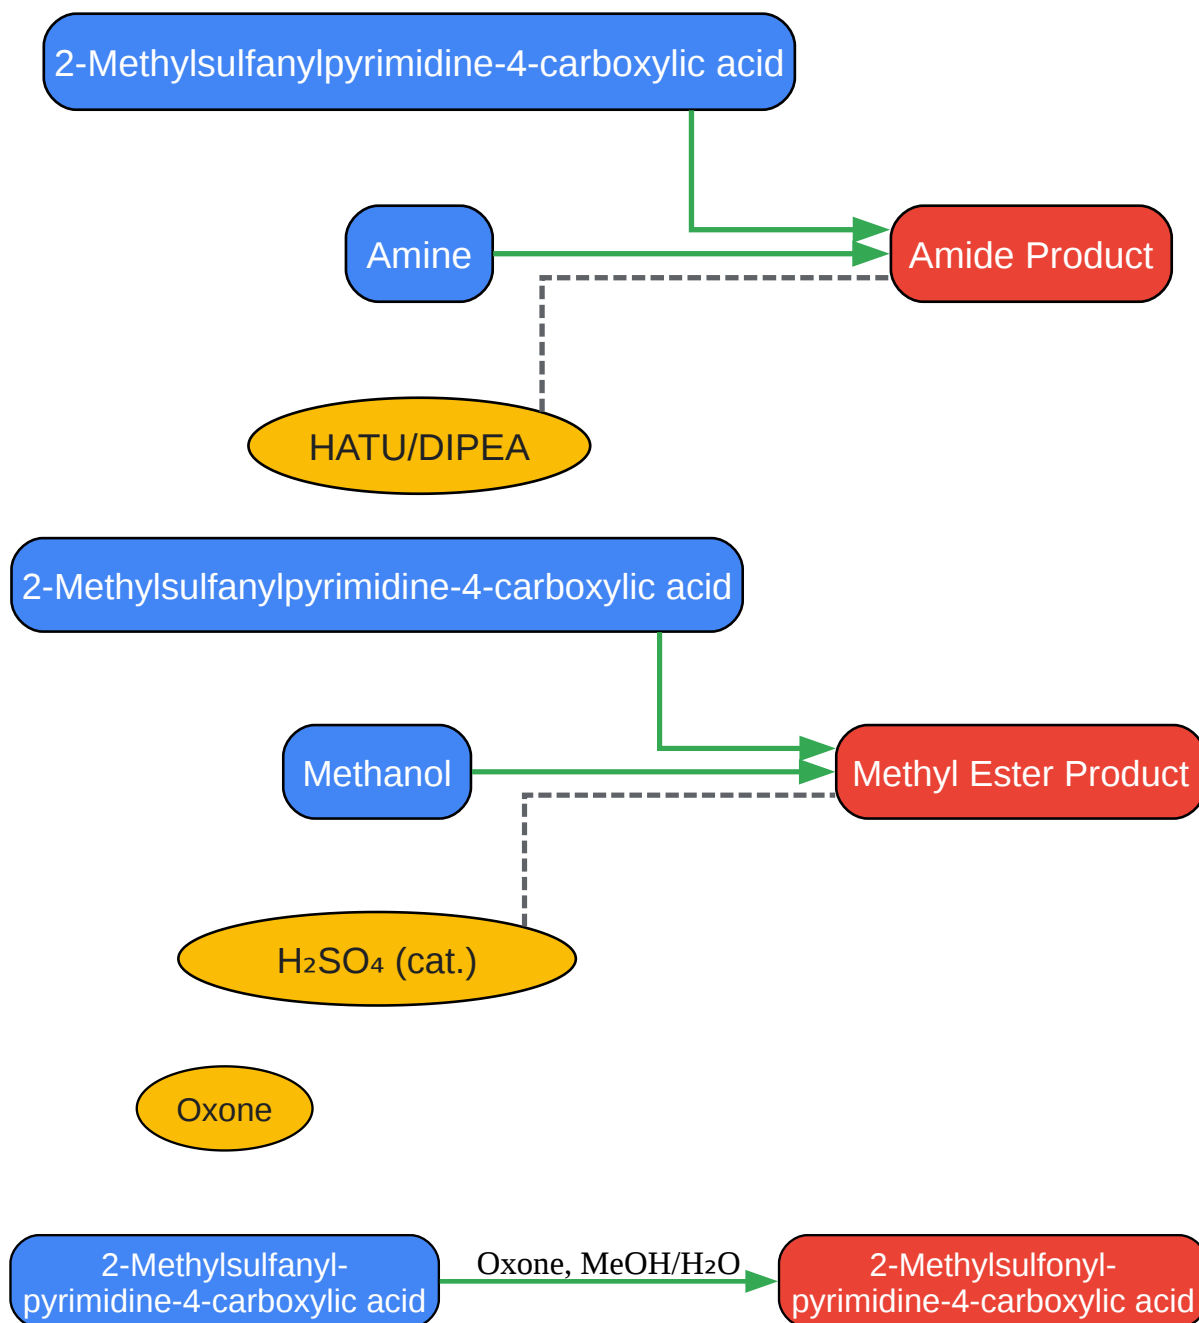 2-Methylsulfanylpyrimidine-4-carboxylic acid
Amine
Amide Product
HATU/DIPEA
2-Methylsulfanylpyrimidine-4-carboxylic acid
Methanol
Methyl Ester Product
H₂SO₄ (cat.)
Oxone
2-Methylsulfanyl-
pyrimidine-4-carboxylic acid
Oxone, MeOH/H₂O
2-Methylsulfonyl-
pyrimidine-4-carboxylic acid